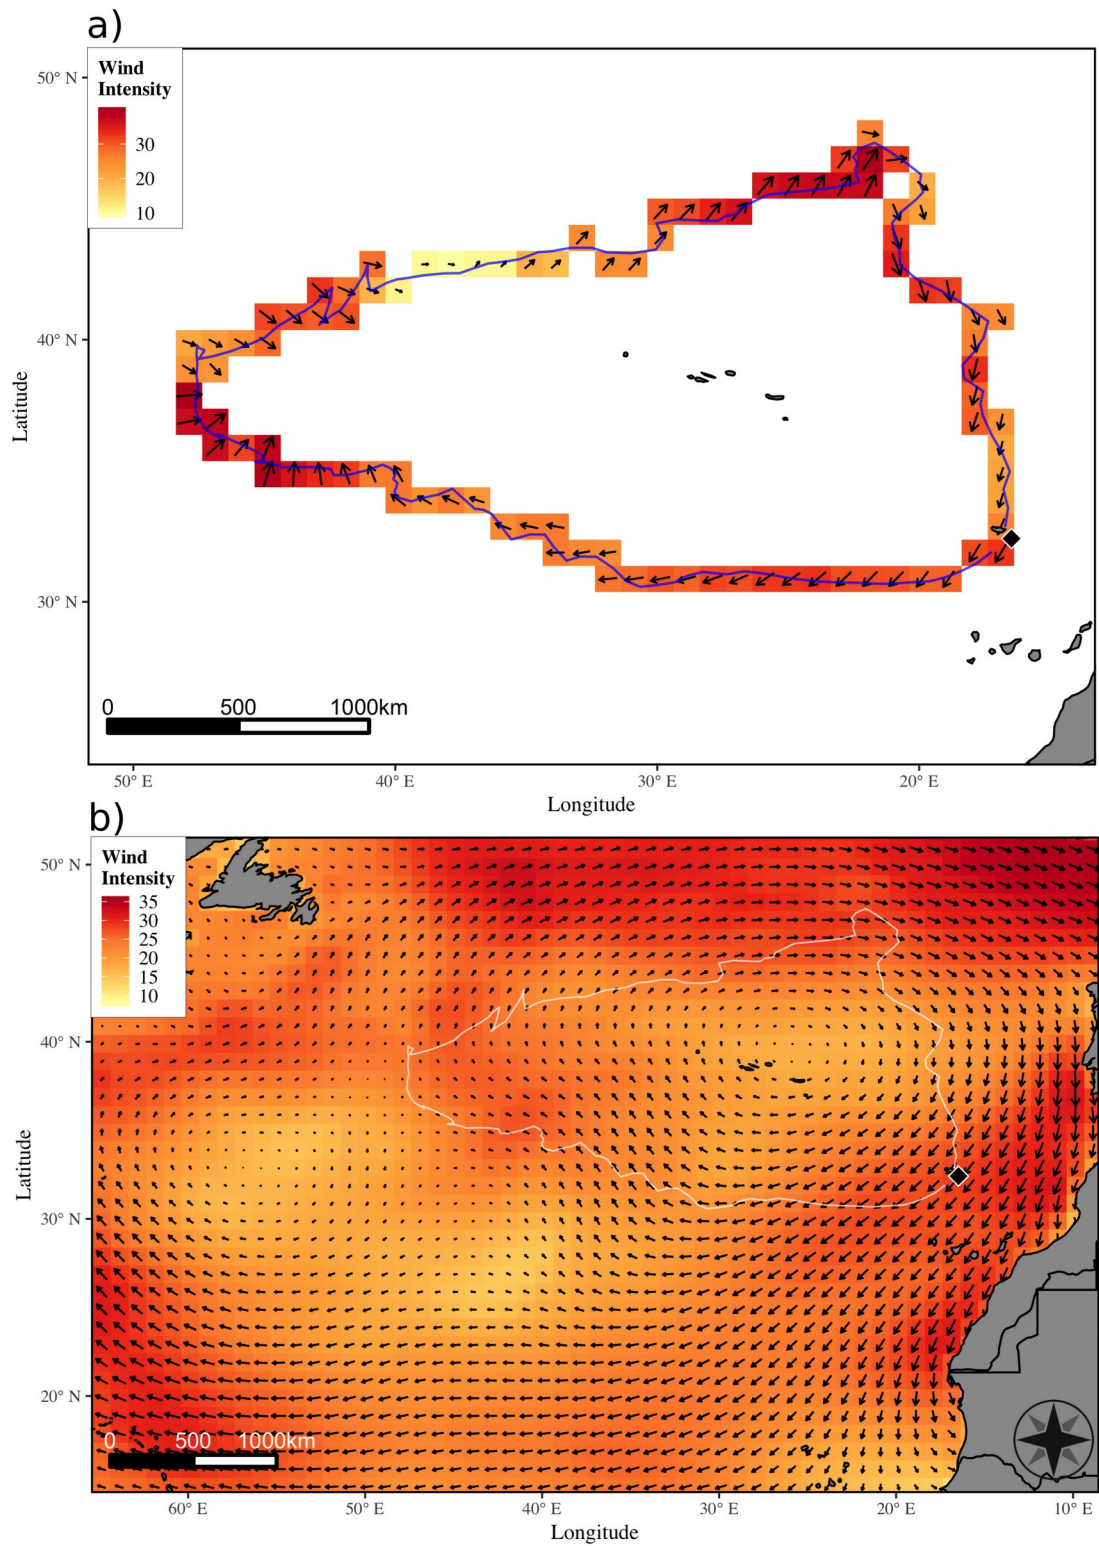 a)
Wind
Intensity
30
20
10
50° N
40° N
30° N
Latitude
0 500 1000km
50° E 40° E 30° E 20° E
Longitude
b)
Wind
Intensity
35
30
25
20
15
10
50° N
40° N
30° N
20° N
Latitude
0 500 1000km
60° E 50° E 40° E 30° E 20° E 10° E
Longitude